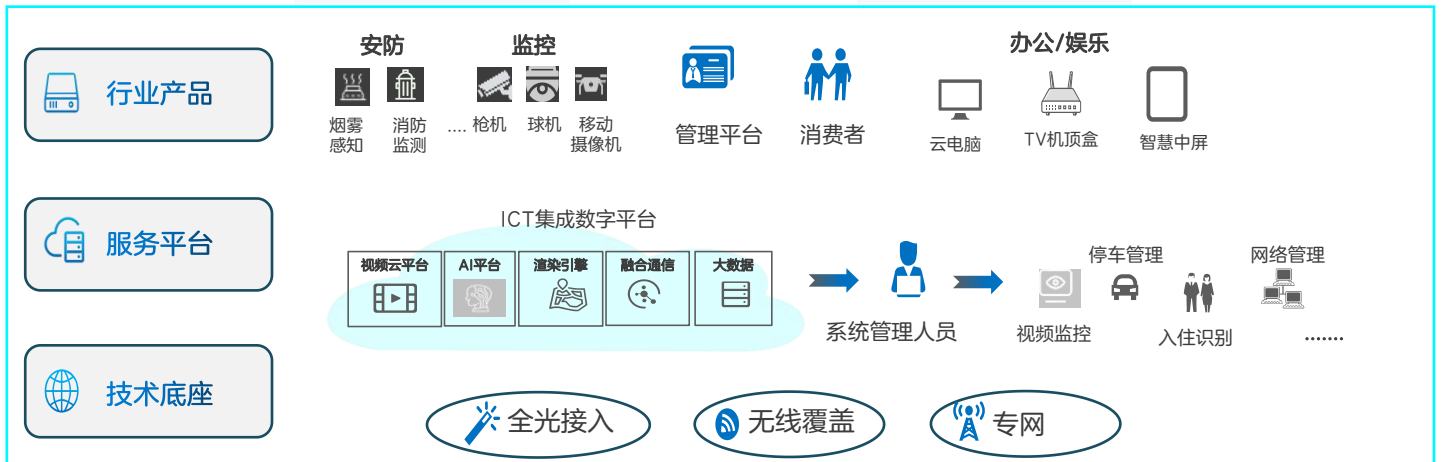 行业产品
安防
监控
办公/娱乐
烟雾
感知
消防
监测
....
枪机
球机
移动
摄像机
管理平台
消费者
云电脑
TV机顶盒
智慧中屏
服务平台
ICT集成数字平台
视频云平台
AI平台
渲染引擎
融合通信
大数据
系统管理人员
停车管理
网络管理
视频监控
入住识别
.......
技术底座
全光接入
无线覆盖
专网